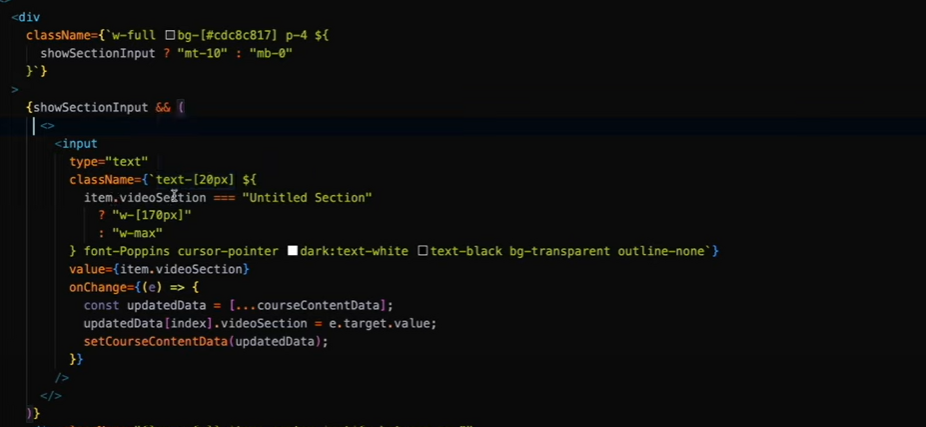 <div
className={`w-full bg-[#cdc8c817] p-4 ${
showSectionInput ? "mt-10" : "mb-0"
}`}
>
{showSectionInput && (
<>
<input
type="text"
className={`text-[20px] ${
item.videoSection === "Untitled Section"
? "w-[170px]"
: "w-max"
} font-Poppins cursor-pointer dark:text-white text-black bg-transparent outline-none`}
value={item.videoSection}
onChange={(e) => {
const updatedData = [...courseContentData];
updatedData[index].videoSection = e.target.value;
setCourseContentData(updatedData);
}}
/>
</>
)}